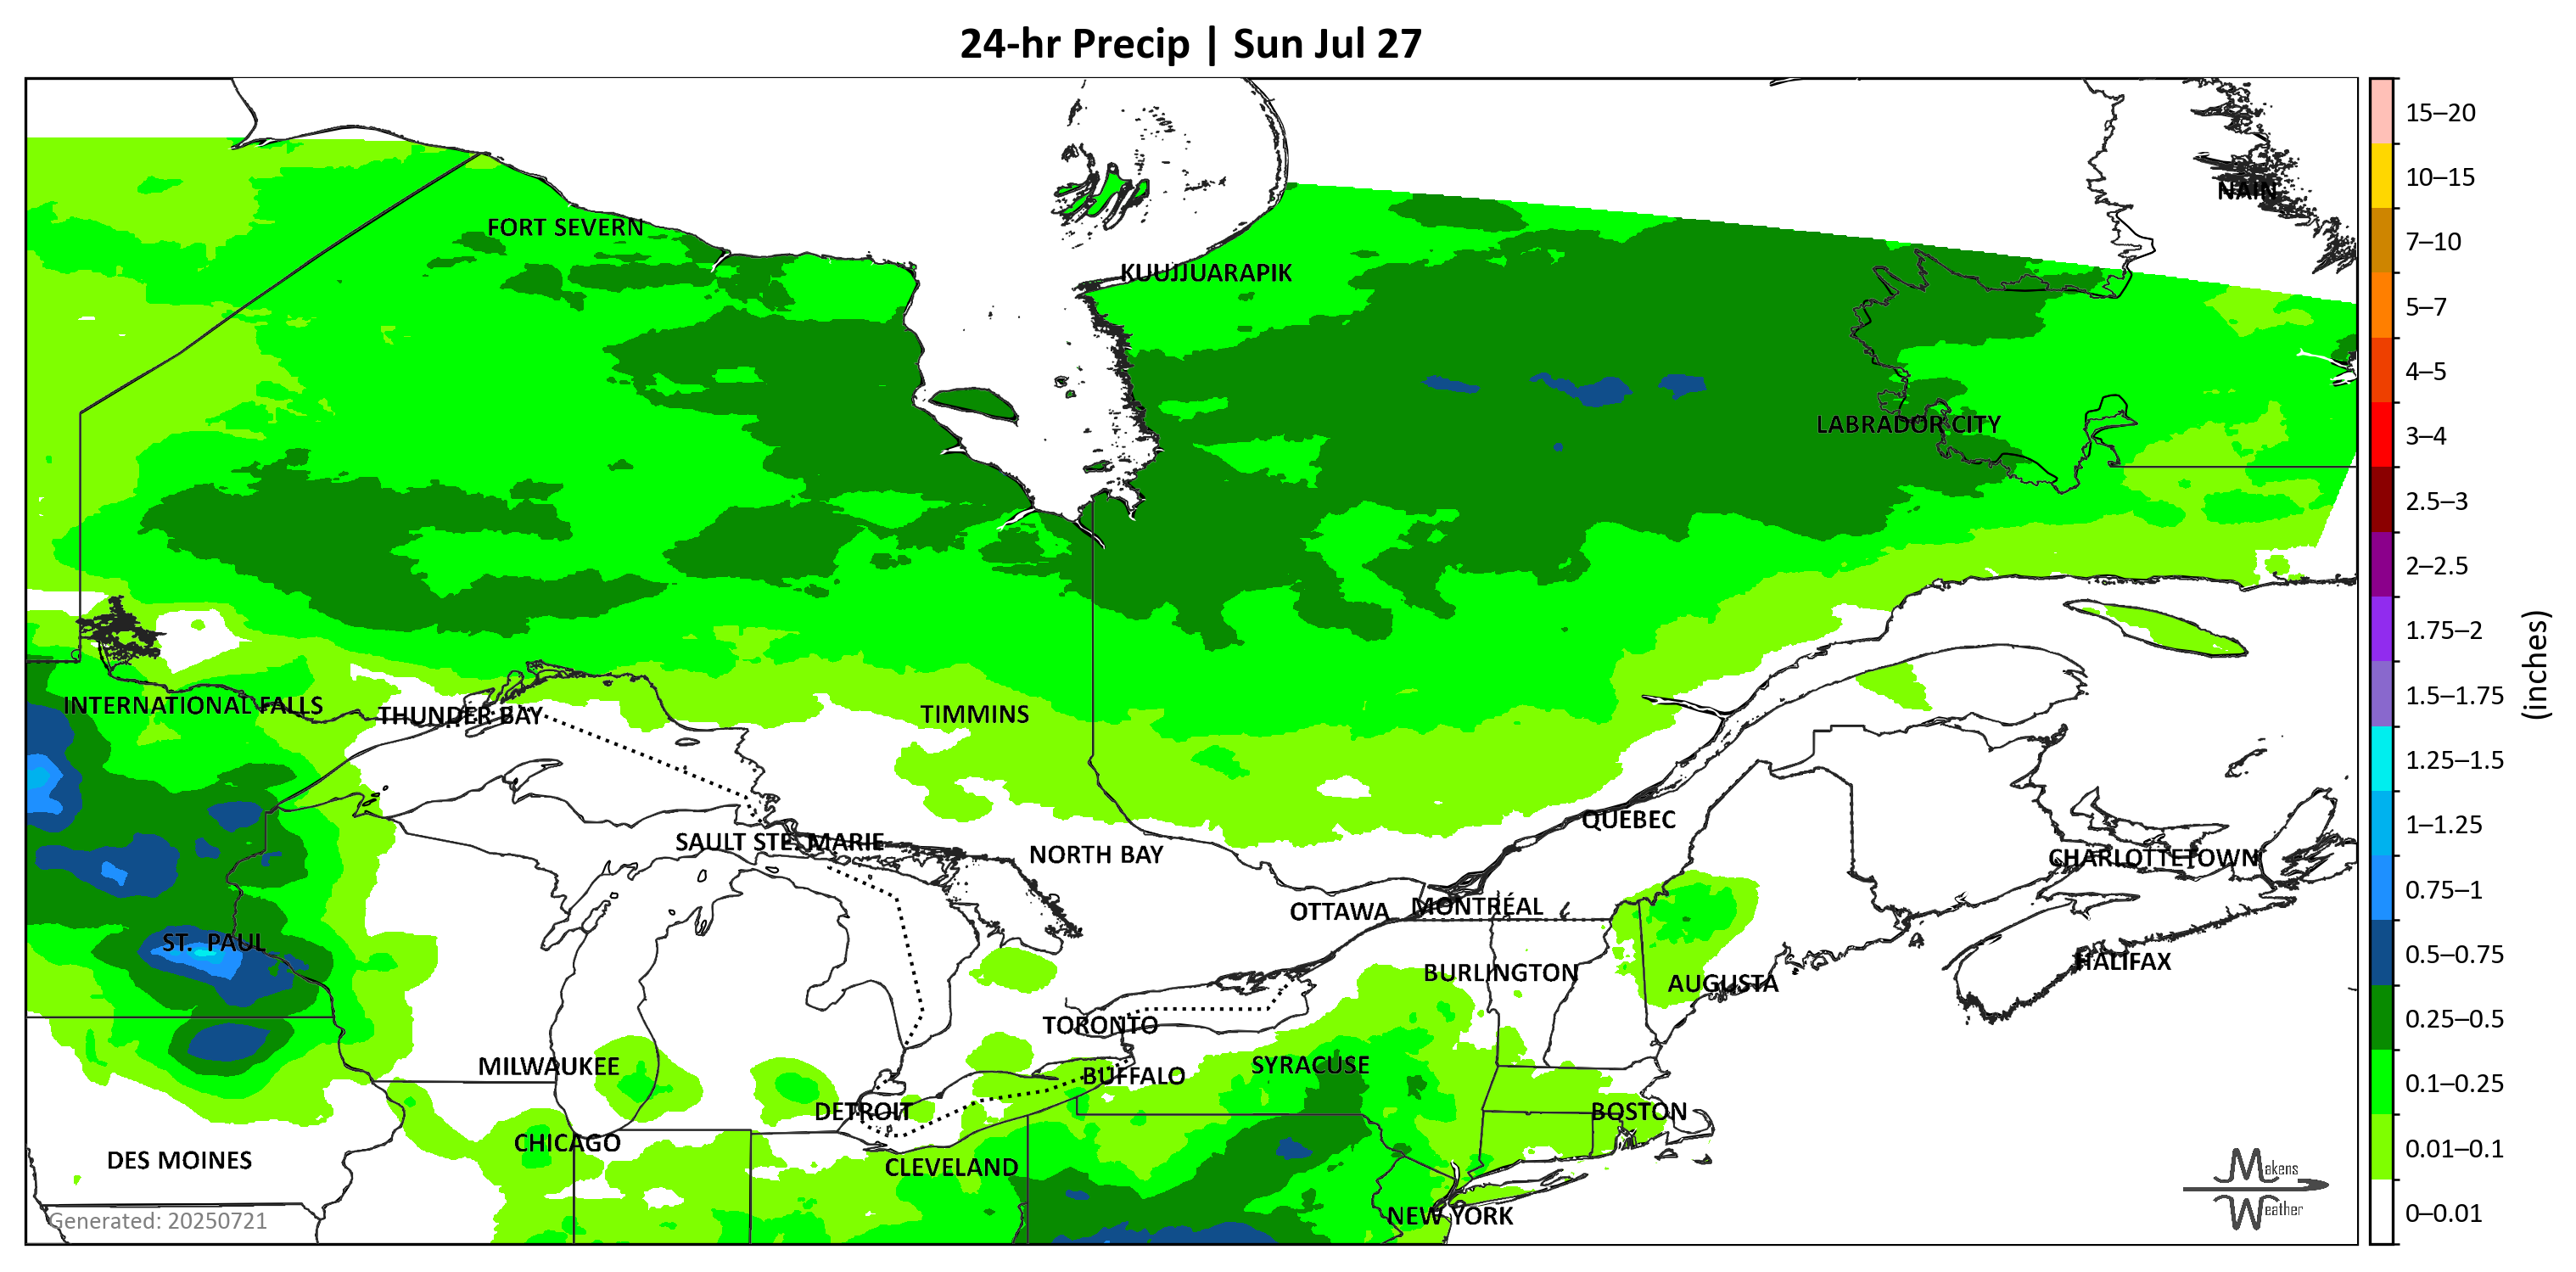 24-hr Precip | Sun Jul 27
15–20
NAIN
10–15
FORT SEVERN
7–10
KUUJJUARAPIK
5–7
4–5
LABRADOR CITY
3–4
2.5–3
2–2.5
1.75–2
(inches)
INTERNATIONAL FALLS
THUNDER BAY
TIMMINS
1.5–1.75
1.25–1.5
QUÉBEC
1–1.25
SAULT STE. MARIE
NORTH BAY
CHARLOTTETOWN
0.75–1
OTTAWA
MONTRÉAL
ST. PAUL
BURLINGTON
AUGUSTA
HALIFAX
0.5–0.75
TORONTO
0.25–0.5
MILWAUKEE
BUFFALO
SYRACUSE
0.1–0.25
DETROIT
BOSTON
CHICAGO
0.01–0.1
DES MOINES
CLEVELAND
Makens
Weather
NEW YORK
Generated: 20250721
0–0.01